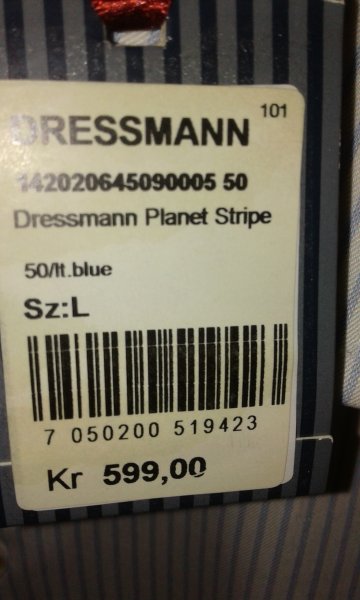 DRESSMANN
101
142020645090005 50
Dressmann Planet Stripe
50/lt.blue
Sz:L
7 050200 519423
Kr 599,00